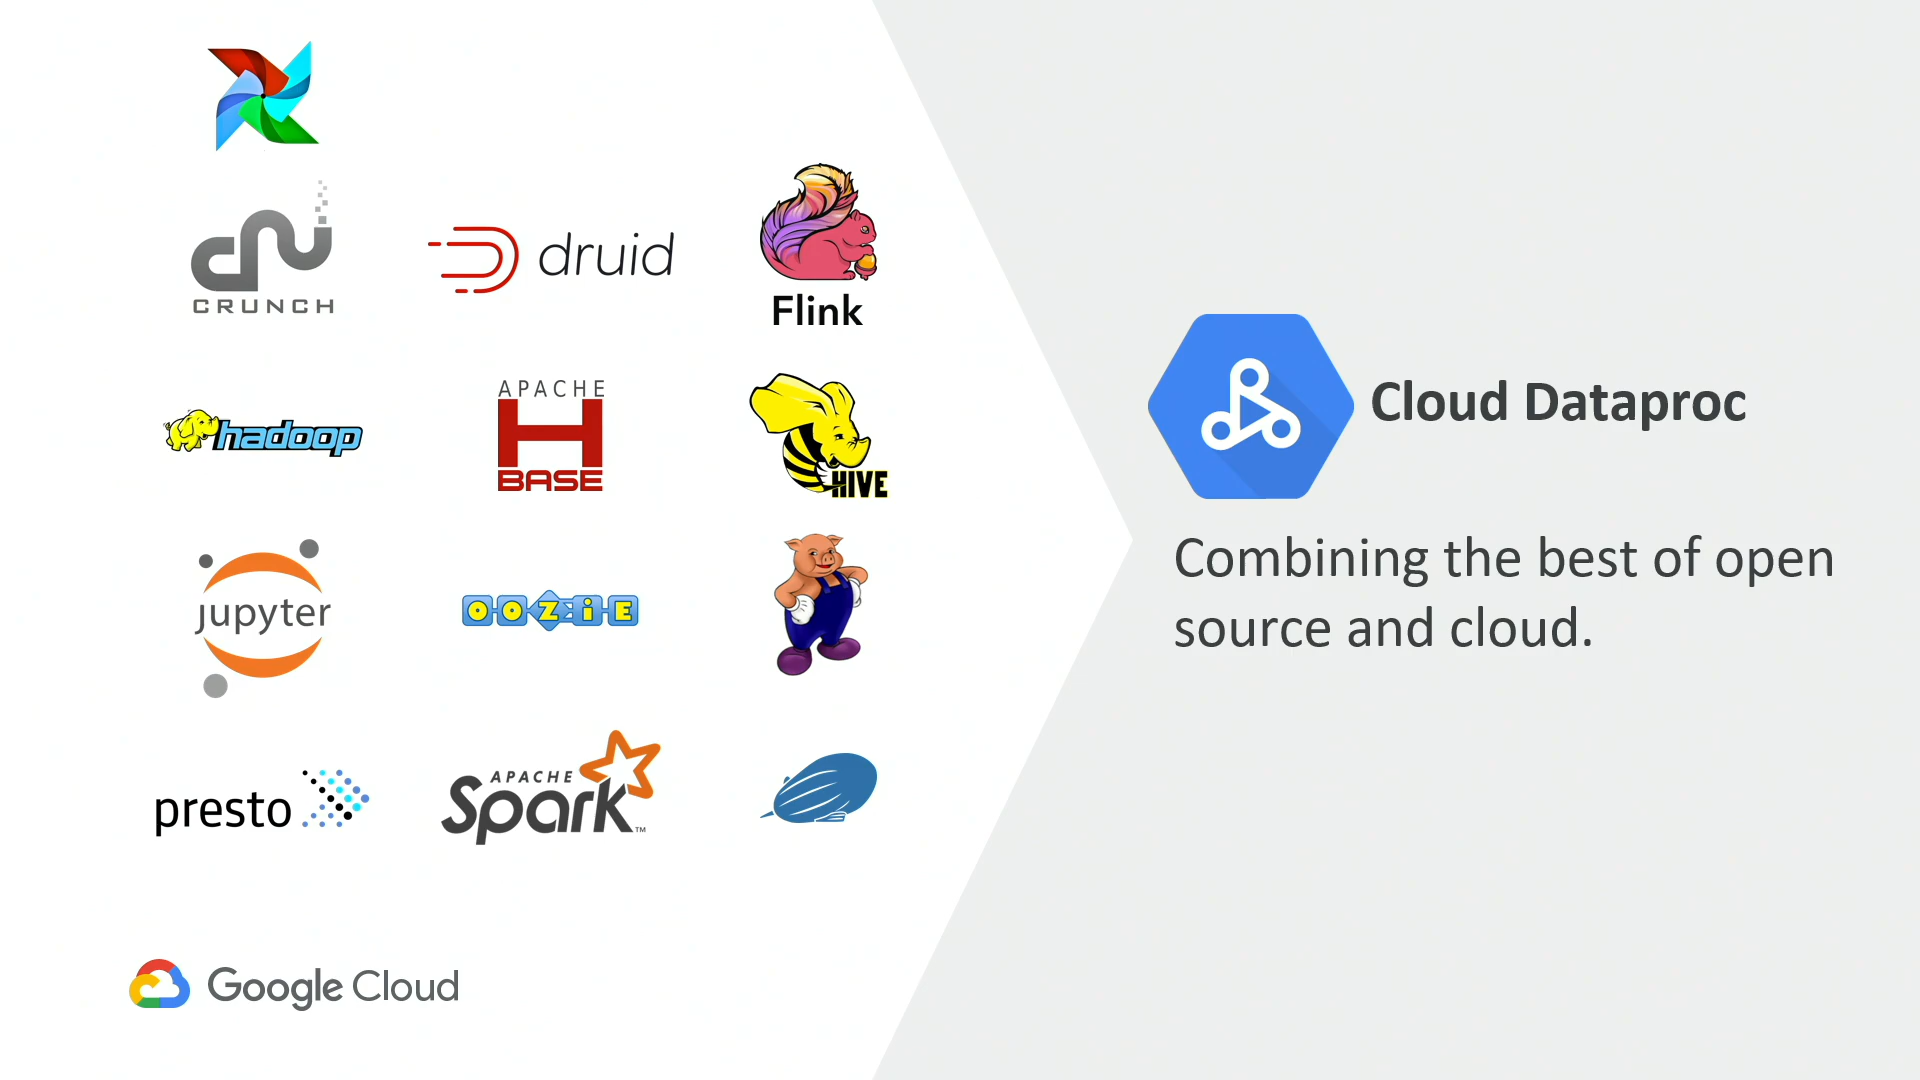 CRUNCH
druid
Flink
hadoop
APACHE
H
BASE
HIVE
jupyter
OOZiE
presto
APACHE
Spark™
Google Cloud
Cloud Dataproc
Combining the best of open
source and cloud.